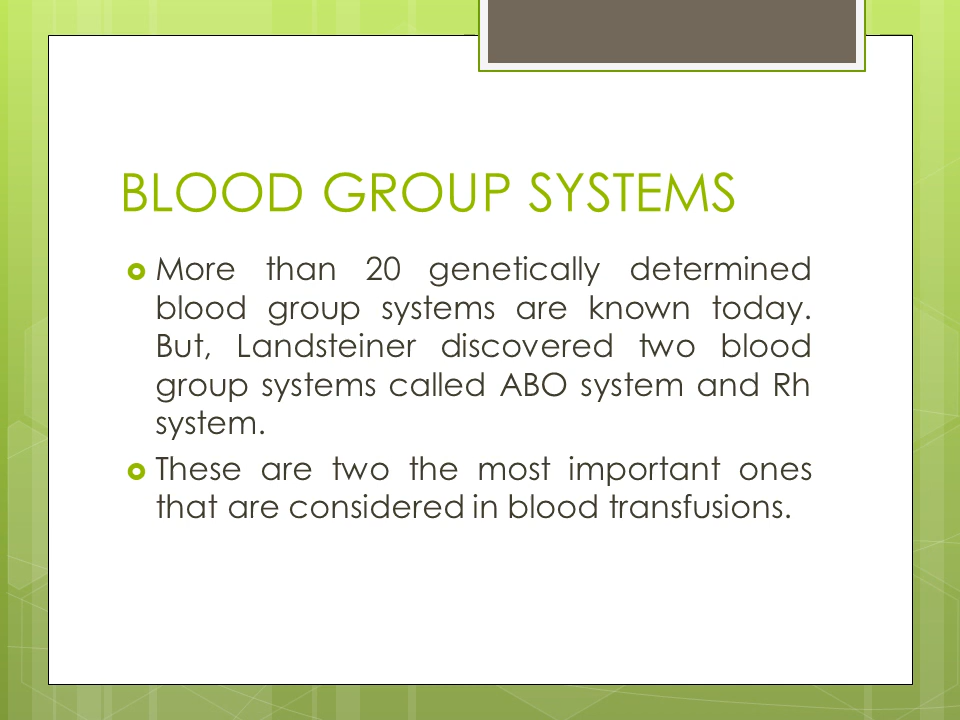 BLOOD GROUP SYSTEMS
More than 20 genetically determined
blood group systems are known today.
But, Landsteiner discovered two blood
group systems called ABO system and Rh
system.
These are two the most important ones
that are considered in blood transfusions.